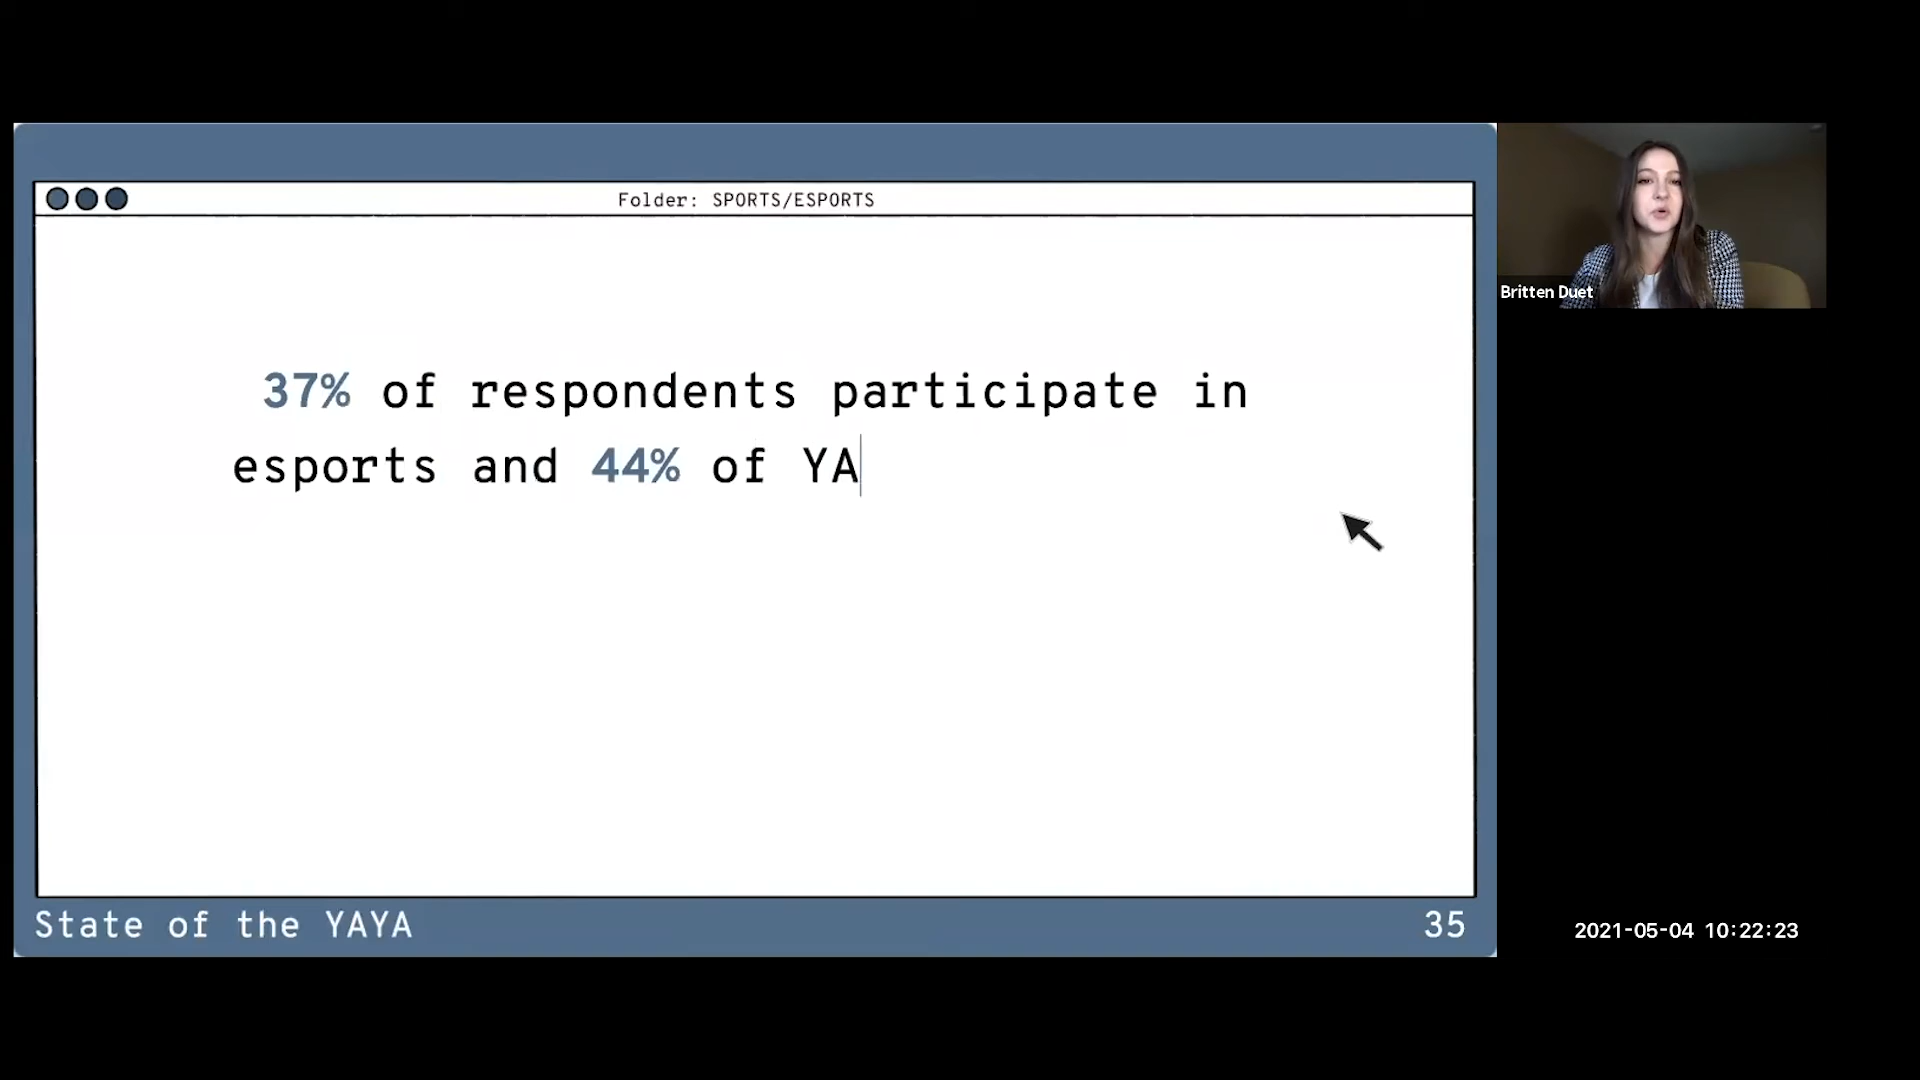 Folder: SPORTS/ESPORTS
37% of respondents participate in
esports and 44% of YA
State of the YAYA
35
Britten Duet
2021-05-04 10:22:23